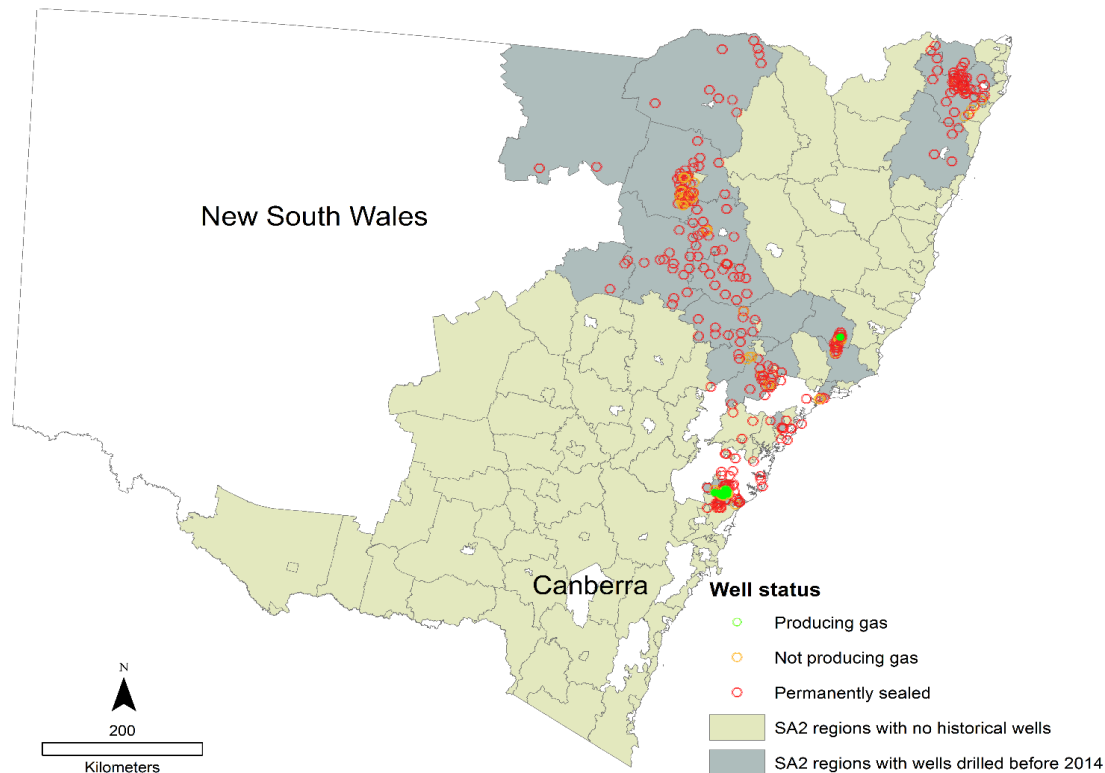 New South Wales
Canberra
Well status
Producing gas
Not producing gas
Permanently sealed
SA2 regions with no historical wells
SA2 regions with wells drilled before 2014
N
200
Kilometers